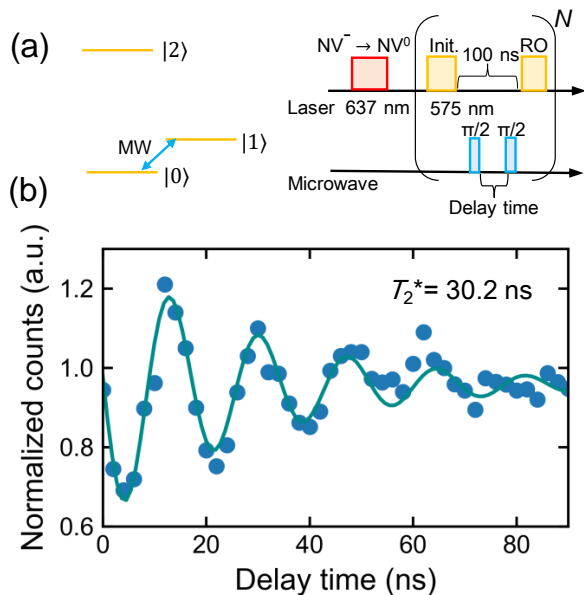 (a)
|2⟩
MW
|1⟩
|0⟩
NV⁻ → NV⁰
Init.
100 ns
RO
N
Laser
637 nm
575 nm
π/2
π/2
Microwave
Delay time
(b)
T₂*= 30.2 ns
Normalized counts (a.u.)
1.2
1.0
0.8
0.6
0
20
40
60
80
Delay time (ns)